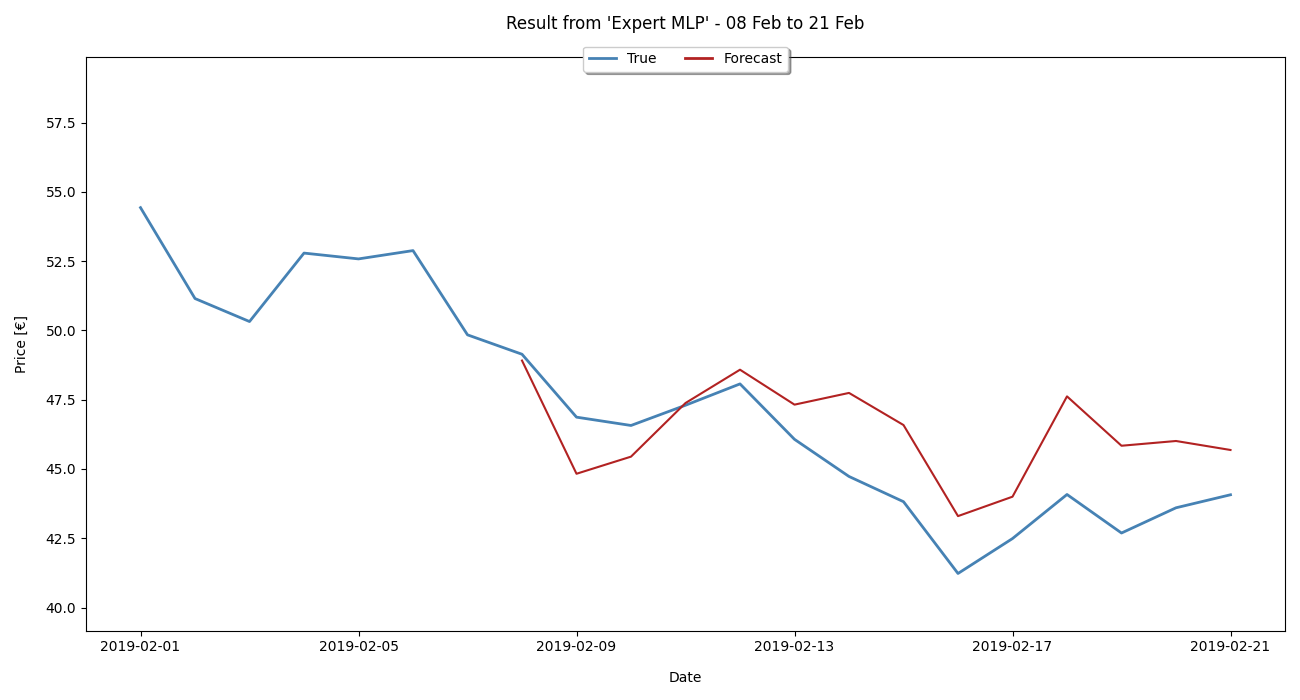 Result from 'Expert MLP' - 08 Feb to 21 Feb
True Forecast
57.5
55.0
52.5
50.0
47.5
45.0
42.5
40.0
Price [€]
2019-02-01 2019-02-05 2019-02-09 2019-02-13 2019-02-17 2019-02-21
Date